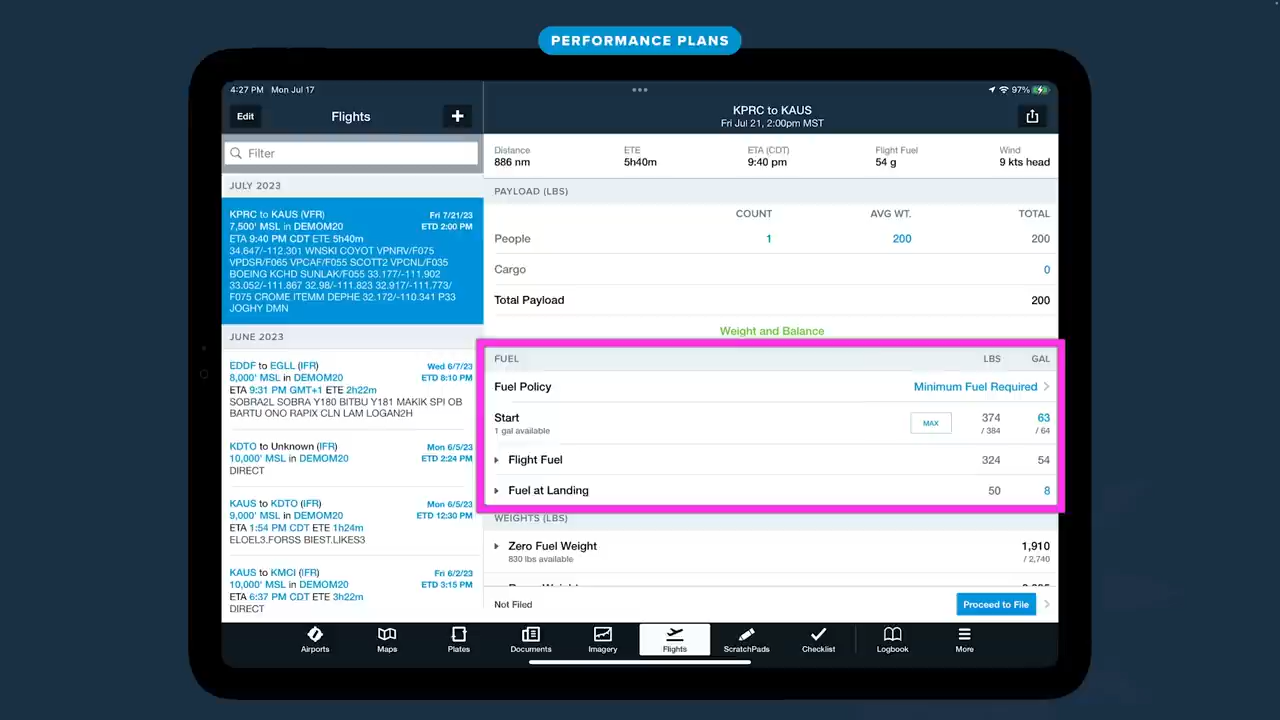 PERFORMANCE PLANS
4:27 PM Mon Jul 17
97%
Edit
Flights
+
KPRC to KAUS
Fri Jul 21, 2:00pm MST
Filter
Distance
886 nm
ETE
5h40m
ETA (CDT)
9:40 pm
Flight Fuel
54 g
Wind
9 kts head
JULY 2023
KPRC to KAUS (VFR) Fri 7/21/23
7,500' MSL in DEMOM20 ETD 2:00 PM
ETA 9:40 PM CDT ETE 5h40m
34.647/-112.301 WNSKI COYOT VPNRV/F075
VPDSR/F065 VPCAF/F055 SCOTT2 VPCNL/F035
BOEING KCHD SUNLAK/F055 33.177/-111.902
33.052/-111.867 32.98/-111.823 32.917/-111.773/
F075 CROME ITEMM DEPHE 32.172/-110.341 P33
JOGHY DMN
JUNE 2023
EDDF to EGLL (IFR) Wed 6/7/23
8,000' MSL in DEMOM20 ETD 8:10 PM
ETA 9:31 PM GMT+1 ETE 2h22m
SOBRA2L SOBRA Y180 BITBU Y181 MAKIK SPI OB
BARTU ONO RAPIX CLN LAM LOGAN2H
KDTO to Unknown (IFR) Mon 6/5/23
10,000' MSL in DEMOM20 ETD 2:24 PM
DIRECT
KAUS to KDTO (IFR) Mon 6/5/23
9,000' MSL in DEMOM20 ETD 12:30 PM
ETA 1:54 PM CDT ETE 1h24m
ELOEL3.FORSS BIEST.LIKES3
KAUS to KMCI (IFR) Fri 6/2/23
10,000' MSL in DEMOM20 ETD 3:15 PM
ETA 6:37 PM CDT ETE 3h22m
DIRECT
PAYLOAD (LBS)
COUNT AVG WT. TOTAL
People 1 200 200
Cargo 0
Total Payload 200
Weight and Balance
FUEL LBS GAL
Fuel Policy Minimum Fuel Required
Start MAX 374 63
1 gal available / 384 / 64
Flight Fuel 324 54
Fuel at Landing 50 8
WEIGHTS (LBS)
Zero Fuel Weight 1,910
830 lbs available / 2,740
Not Filed Proceed to File
Airports Maps Plates Documents Imagery Flights ScratchPads Checklist Logbook More